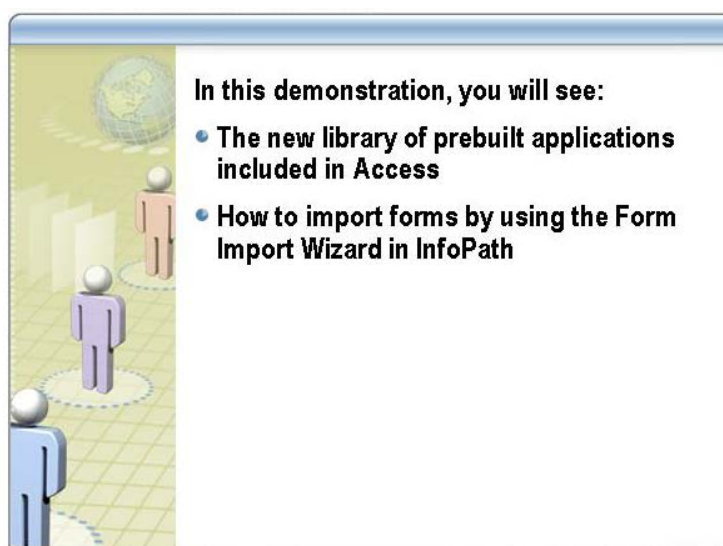 In this demonstration, you will see:
The new library of prebuilt applications
included in Access
How to import forms by using the Form
Import Wizard in InfoPath